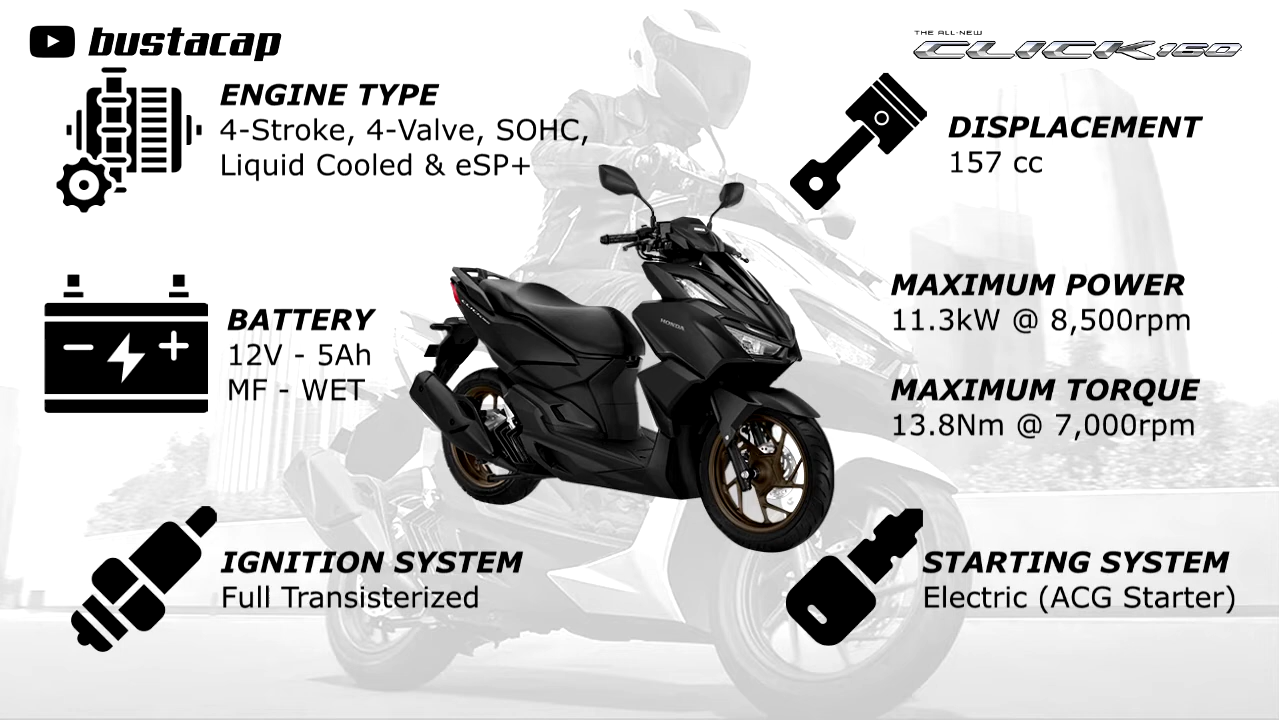 bustacap
THE ALL-NEW
CLICK160
ENGINE TYPE
4-Stroke, 4-Valve, SOHC,
Liquid Cooled & eSP+
DISPLACEMENT
157 cc
BATTERY
12V - 5Ah
MF - WET
MAXIMUM POWER
11.3kW @ 8,500rpm
MAXIMUM TORQUE
13.8Nm @ 7,000rpm
HONDA
IGNITION SYSTEM
Full Transisterized
STARTING SYSTEM
Electric (ACG Starter)